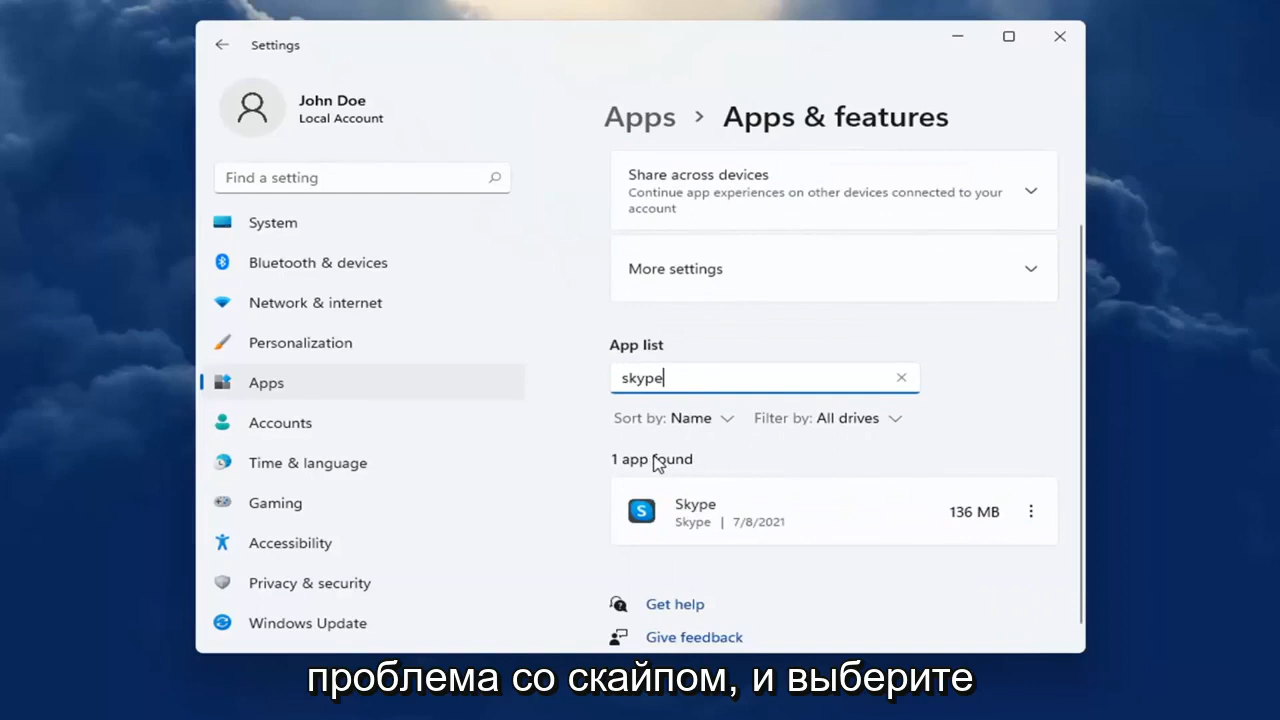 Settings
John Doe
Local Account
Find a setting
System
Bluetooth & devices
Network & internet
Personalization
Apps
Accounts
Time & language
Gaming
Accessibility
Privacy & security
Windows Update
Apps > Apps & features
Share across devices
Continue app experiences on other devices connected to your
account
More settings
App list
skype
Sort by: Name Filter by: All drives
1 app found
S
Skype
Skype | 7/8/2021
136 MB
Get help
Give feedback
проблема со скайпом, и выберите